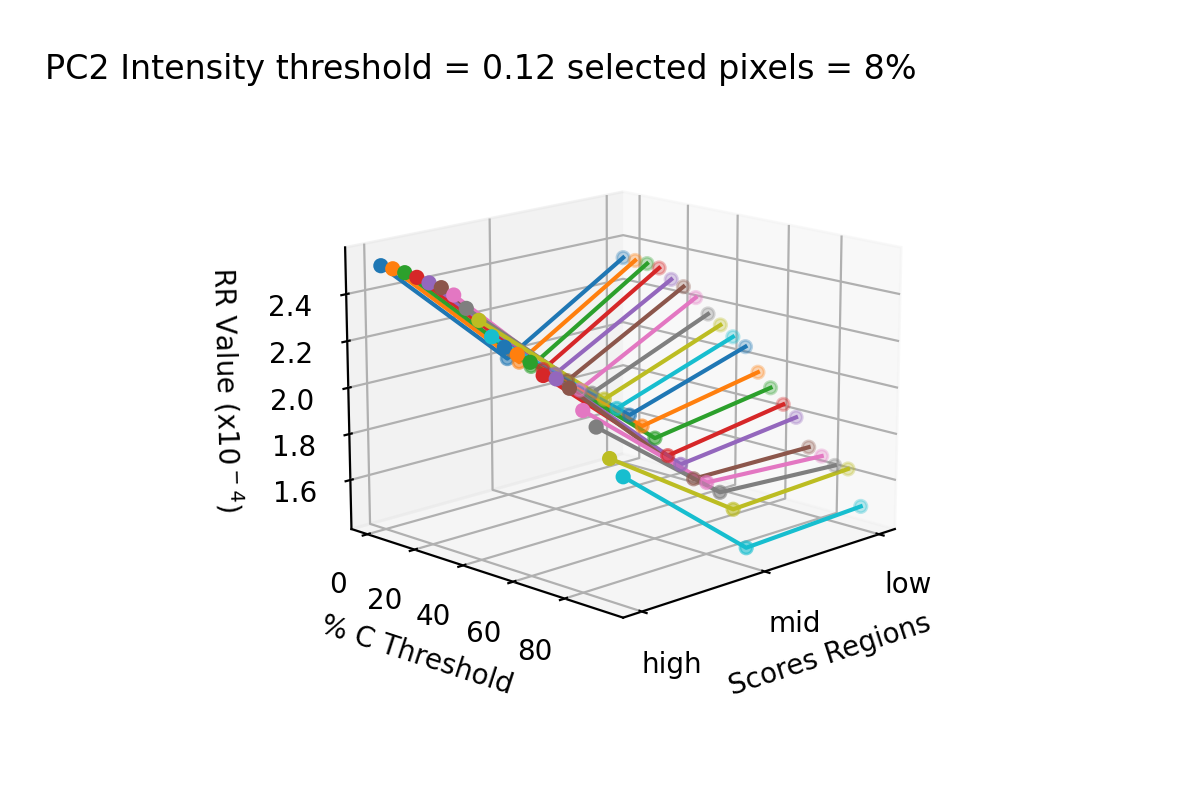 PC2 Intensity threshold = 0.12 selected pixels = 8%
RR Value (x10⁻⁴)
2.4
2.2
2.0
1.8
1.6
0
20
40
60
80
% C Threshold
high
mid
low
Scores Regions